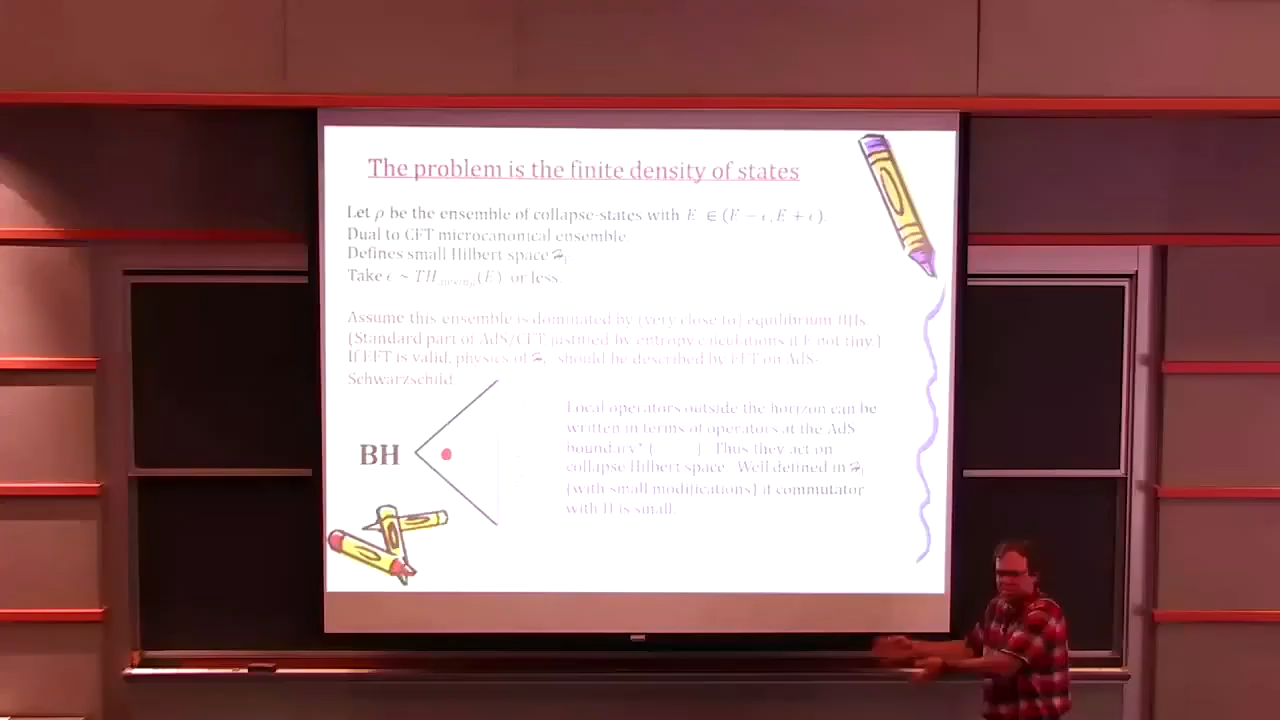 The problem is the finite density of states
Let ρ be the ensemble of collapse-states with E ∈ (E − ϵ, E + ϵ).
Dual to CFT microcanonical ensemble
Defines small Hilbert space
Take ϵ ~ (E) or less.
Assume this ensemble is dominated by (very close to) equilibrium BHs
(Standard part of AdS/CFT justified by entropy calculations if E not tiny)
If EFT is valid, physics of should be described by EFT on AdS-
Schwarzschild
BH
Local operators outside the horizon can be
written in terms of operators at the AdS
boundary! ( ) Thus they act on
collapse Hilbert space. Well defined in
(with small modifications) if commutator
with H is small.